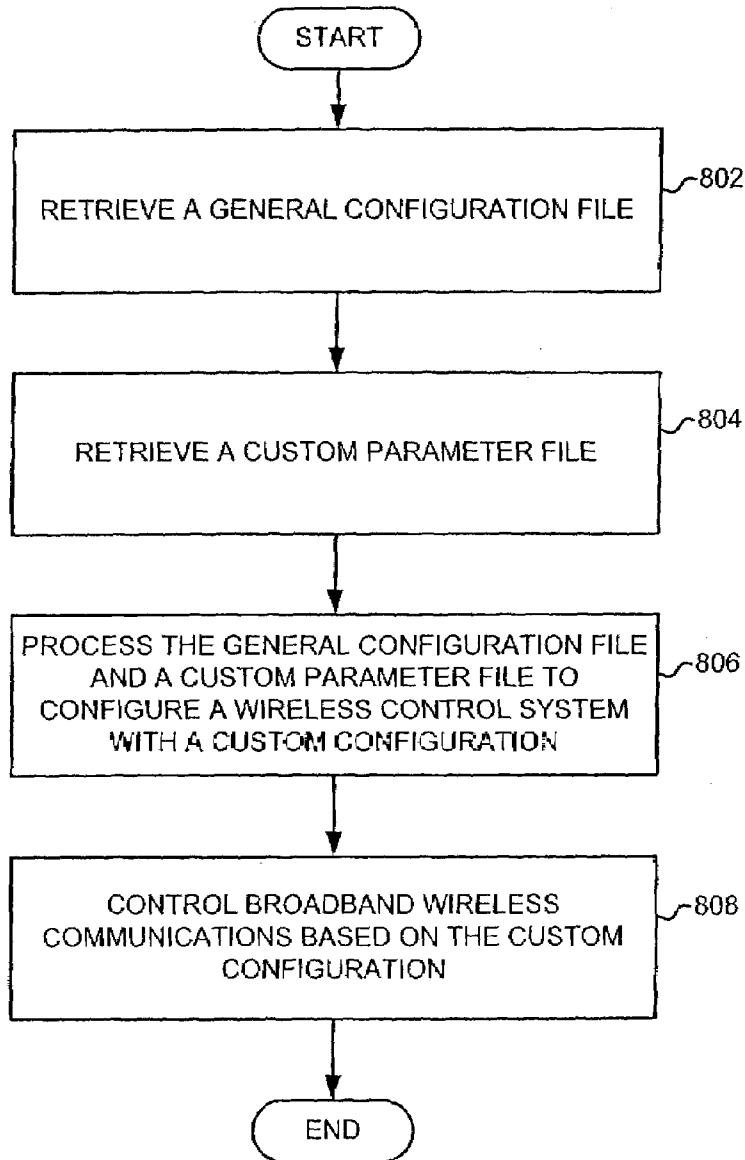 START
RETRIEVE A GENERAL CONFIGURATION FILE
802
RETRIEVE A CUSTOM PARAMETER FILE
804
PROCESS THE GENERAL CONFIGURATION FILE
AND A CUSTOM PARAMETER FILE TO
CONFIGURE A WIRELESS CONTROL SYSTEM
WITH A CUSTOM CONFIGURATION
806
CONTROL BROADBAND WIRELESS
COMMUNICATIONS BASED ON THE CUSTOM
CONFIGURATION
808
END